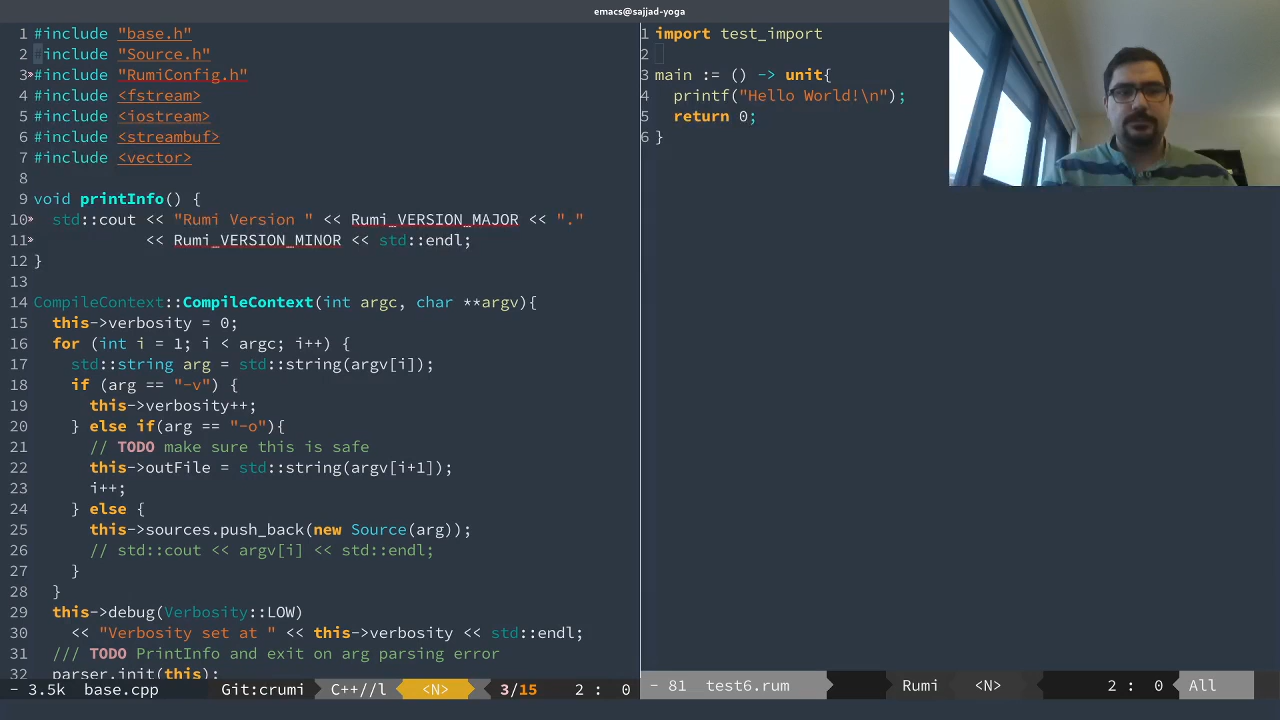 emacs@sajjad-yoga
1 #include "base.h"
2 #include "Source.h"
3» #include "RumiConfig.h"
4 #include <fstream>
5 #include <iostream>
6 #include <streambuf>
7 #include <vector>
8
9 void printInfo() {
10» std::cout << "Rumi Version " << Rumi_VERSION_MAJOR << "."
11» << Rumi_VERSION_MINOR << std::endl;
12 }
13
14 CompileContext::CompileContext(int argc, char **argv){
15 this->verbosity = 0;
16 for (int i = 1; i < argc; i++) {
17 std::string arg = std::string(argv[i]);
18 if (arg == "-v") {
19 this->verbosity++;
20 } else if(arg == "-o"){
21 // TODO make sure this is safe
22 this->outFile = std::string(argv[i+1]);
23 i++;
24 } else {
25 this->sources.push_back(new Source(arg));
26 // std::cout << argv[i] << std::endl;
27 }
28 }
29 this->debug(Verbosity::LOW)
30 << "Verbosity set at " << this->verbosity << std::endl;
31 /// TODO PrintInfo and exit on arg parsing error
32 parser.init(this);
- 3.5k base.cpp Git:crumi C++//l <N> 3/15 2 : 0
1 import test_import
2
3 main := () -> unit{
4 printf("Hello World!\n");
5 return 0;
6 }
- 81 test6.rum Rumi <N> 2 : 0 All